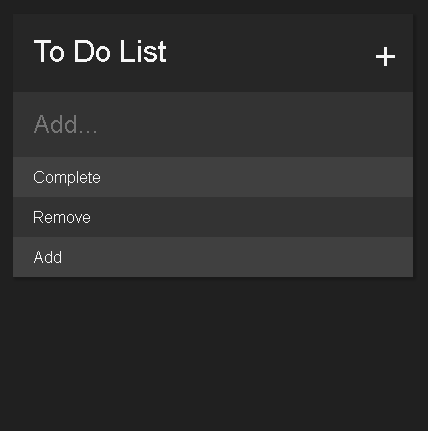 To Do List +
Add...
Complete
Remove
Add